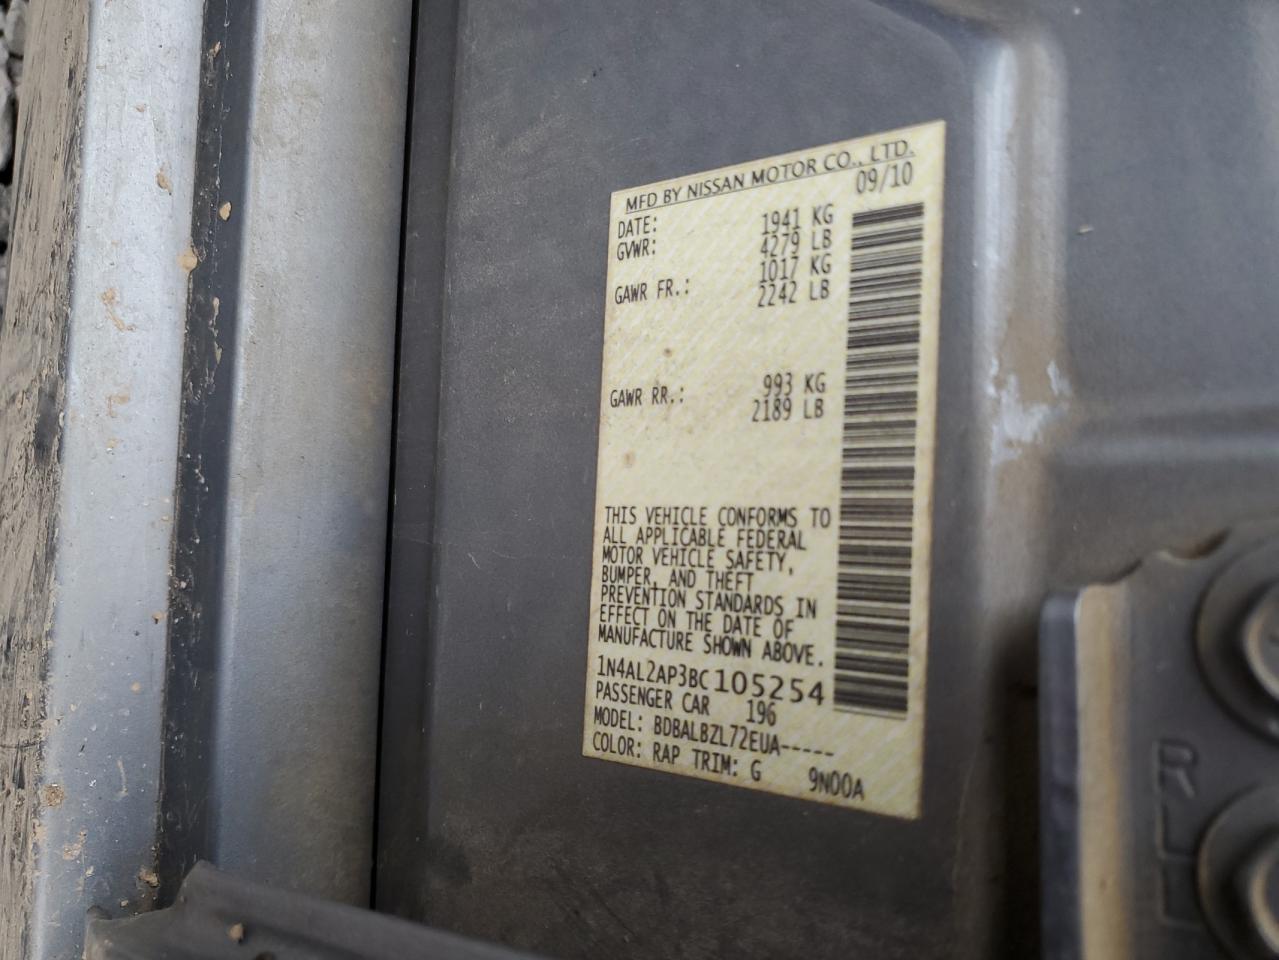 MFD BY NISSAN MOTOR CO., LTD.
DATE: 09/10
GVWR: 1941 KG
4279 LB
GAWR FR.: 1017 KG
2242 LB
GAWR RR.: 993 KG
2189 LB
THIS VEHICLE CONFORMS TO
ALL APPLICABLE FEDERAL
MOTOR VEHICLE SAFETY,
BUMPER, AND THEFT
PREVENTION STANDARDS IN
EFFECT ON THE DATE OF
MANUFACTURE SHOWN ABOVE.
1N4AL2AP3BC105254
PASSENGER CAR 196
MODEL: BDBALBZL72EUA-----
COLOR: RAP TRIM: G 9N00A